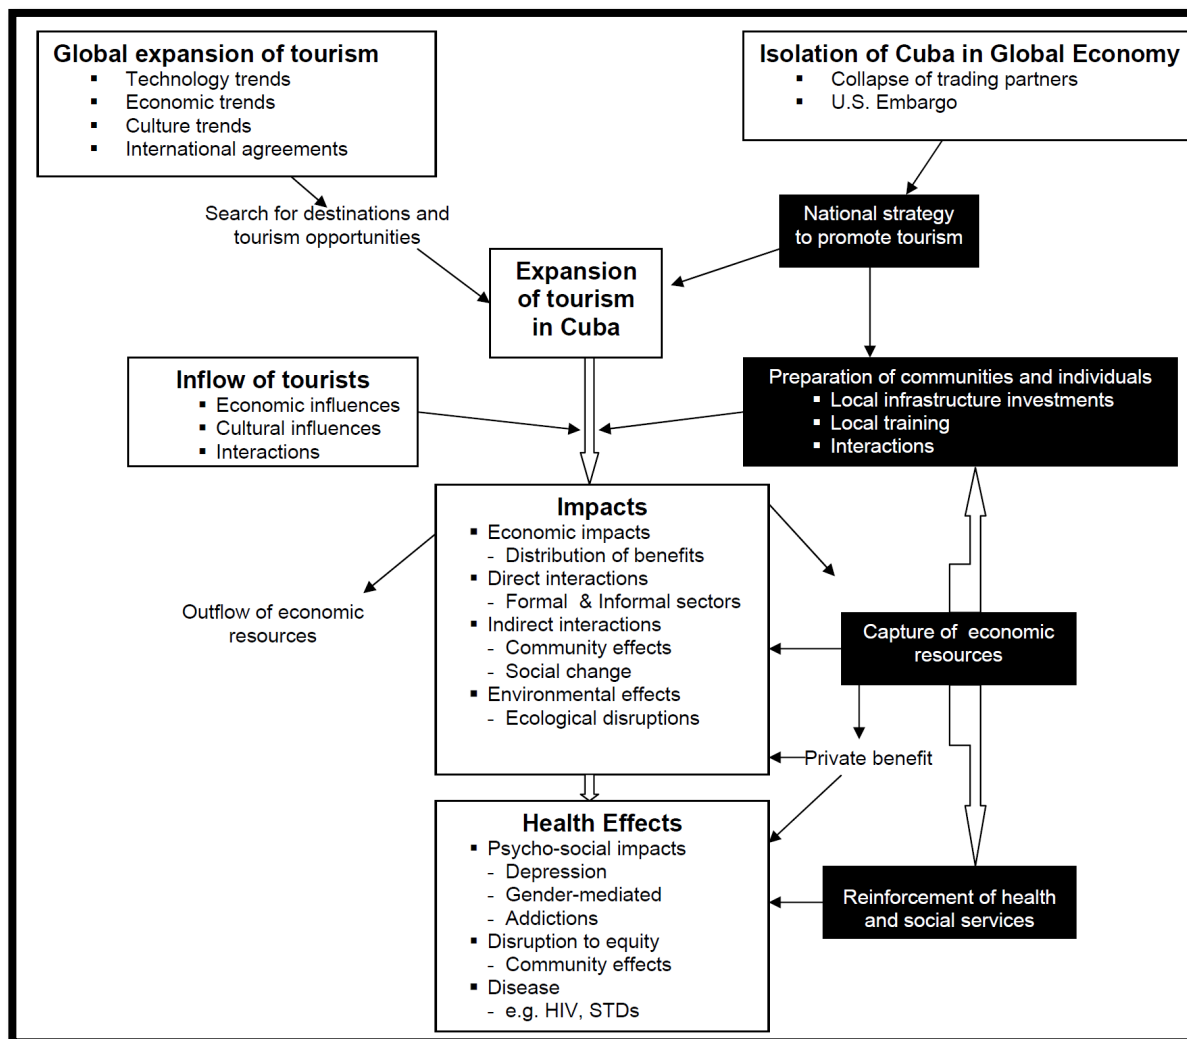 Global expansion of tourism
▪ Technology trends
▪ Economic trends
▪ Culture trends
▪ International agreements
Isolation of Cuba in Global Economy
▪ Collapse of trading partners
▪ U.S. Embargo
Search for destinations and
tourism opportunities
National strategy
to promote tourism
Expansion
of tourism
in Cuba
Inflow of tourists
▪ Economic influences
▪ Cultural influences
▪ Interactions
Preparation of communities and individuals
▪ Local infrastructure investments
▪ Local training
▪ Interactions
Impacts
▪ Economic impacts
- Distribution of benefits
▪ Direct interactions
- Formal & Informal sectors
▪ Indirect interactions
- Community effects
- Social change
▪ Environmental effects
- Ecological disruptions
Outflow of economic
resources
Capture of economic
resources
Private benefit
Health Effects
▪ Psycho-social impacts
- Depression
- Gender-mediated
- Addictions
▪ Disruption to equity
- Community effects
▪ Disease
- e.g. HIV, STDs
Reinforcement of health
and social services